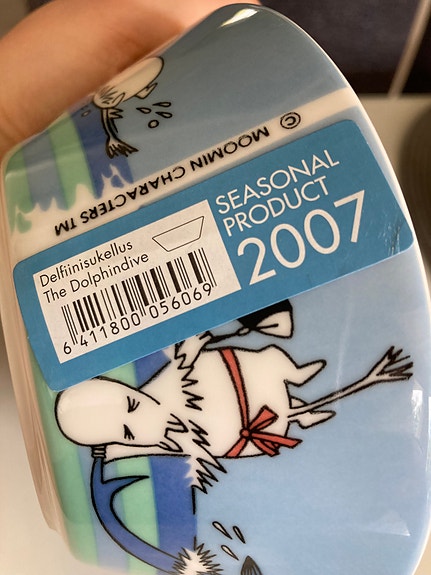 © MOOMIN CHARACTERS TM
SEASONAL
PRODUCT
2007
Delfiinisukellus
The Dolphindive
6 411800 056069